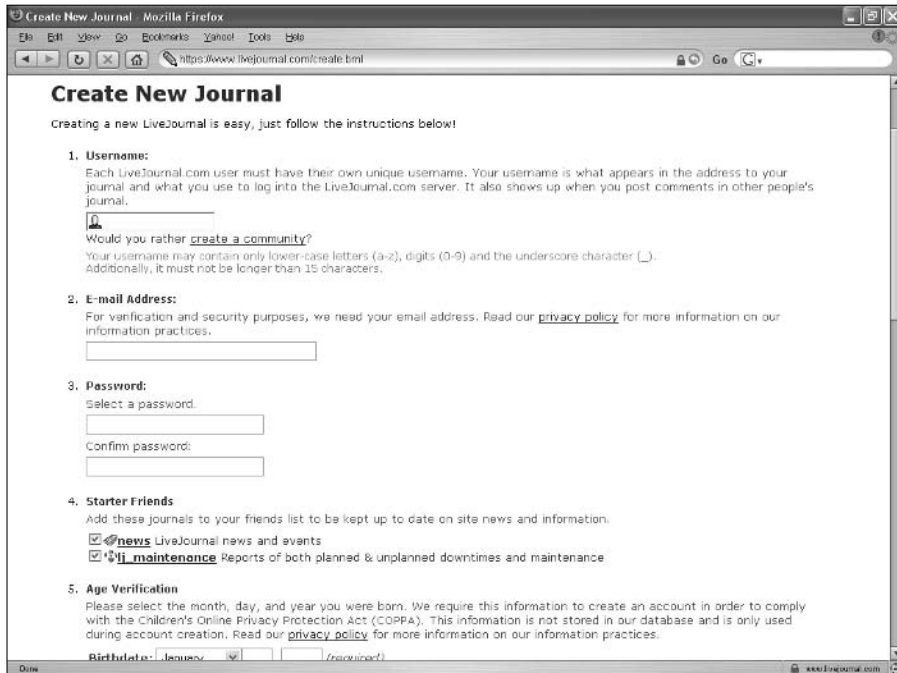 Create New Journal - Mozilla Firefox
File Edit View Go Bookmarks Yahoo! Tools Help
https://www.livejournal.com/create.bml Go
Create New Journal
Creating a new LiveJournal is easy, just follow the instructions below!
1. Username:
Each LiveJournal.com user must have their own unique username. Your username is what appears in the address to your
journal and what you use to log into the LiveJournal.com server. It also shows up when you post comments in other people's
journal.
Would you rather create a community?
Your username may contain only lower-case letters (a-z), digits (0-9) and the underscore character (_).
Additionally, it must not be longer than 15 characters.
2. E-mail Address:
For verification and security purposes, we need your email address. Read our privacy policy for more information on our
information practices.
3. Password:
Select a password.
Confirm password:
4. Starter Friends
Add these journals to your friends list to be kept up to date on site news and information.
news LiveJournal news and events
lj_maintenance Reports of both planned & unplanned downtimes and maintenance
5. Age Verification
Please select the month, day, and year you were born. We require this information to create an account in order to comply
with the Children's Online Privacy Protection Act (COPPA). This information is not stored in our database and is only used
during account creation. Read our privacy policy for more information on our information practices.
Birthdate: January (required)
Done www.livejournal.com